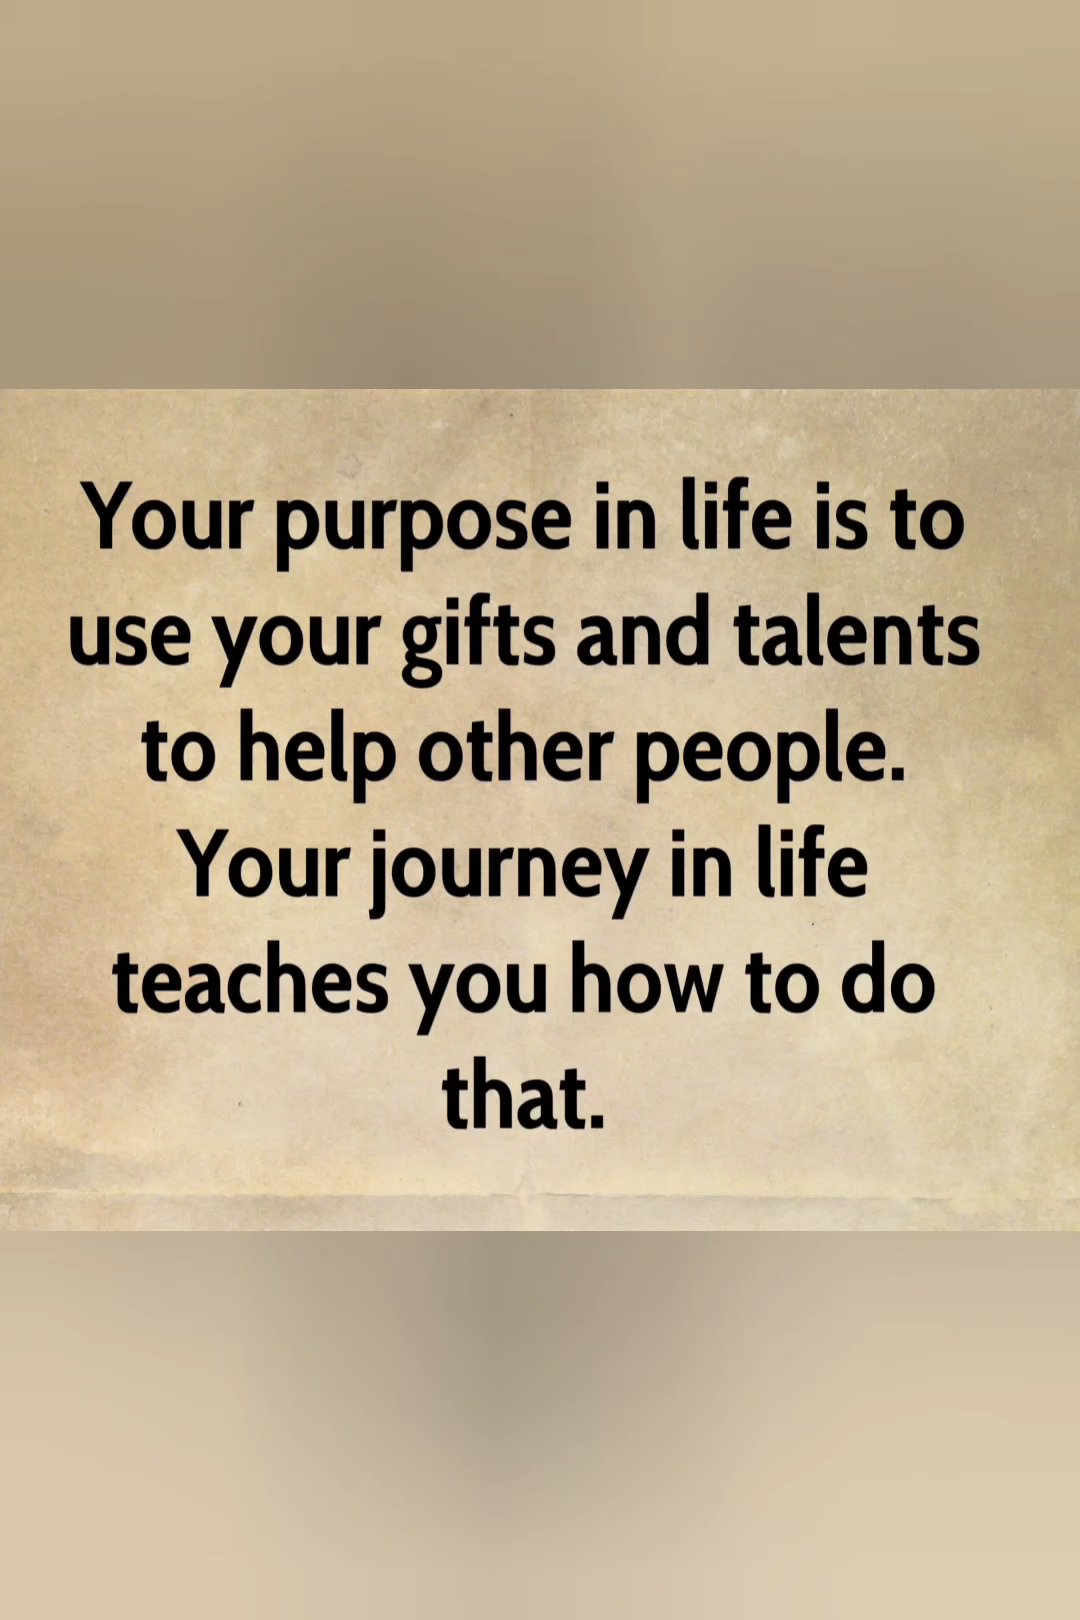 Your purpose in life is to
use your gifts and talents
to help other people.
Your journey in life
teaches you how to do
that.